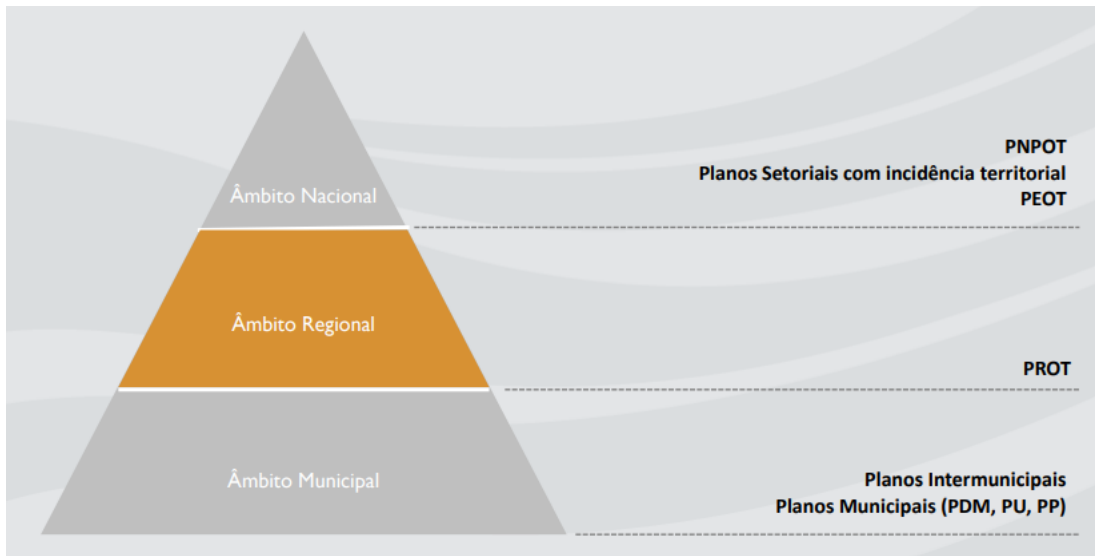 PNPOT
Planos Setoriais com incidência territorial
Âmbito Nacional
PEOT
Âmbito Regional
PROT
Âmbito Municipal
Planos Intermunicipais
Planos Municipais (PDM, PU, PP)